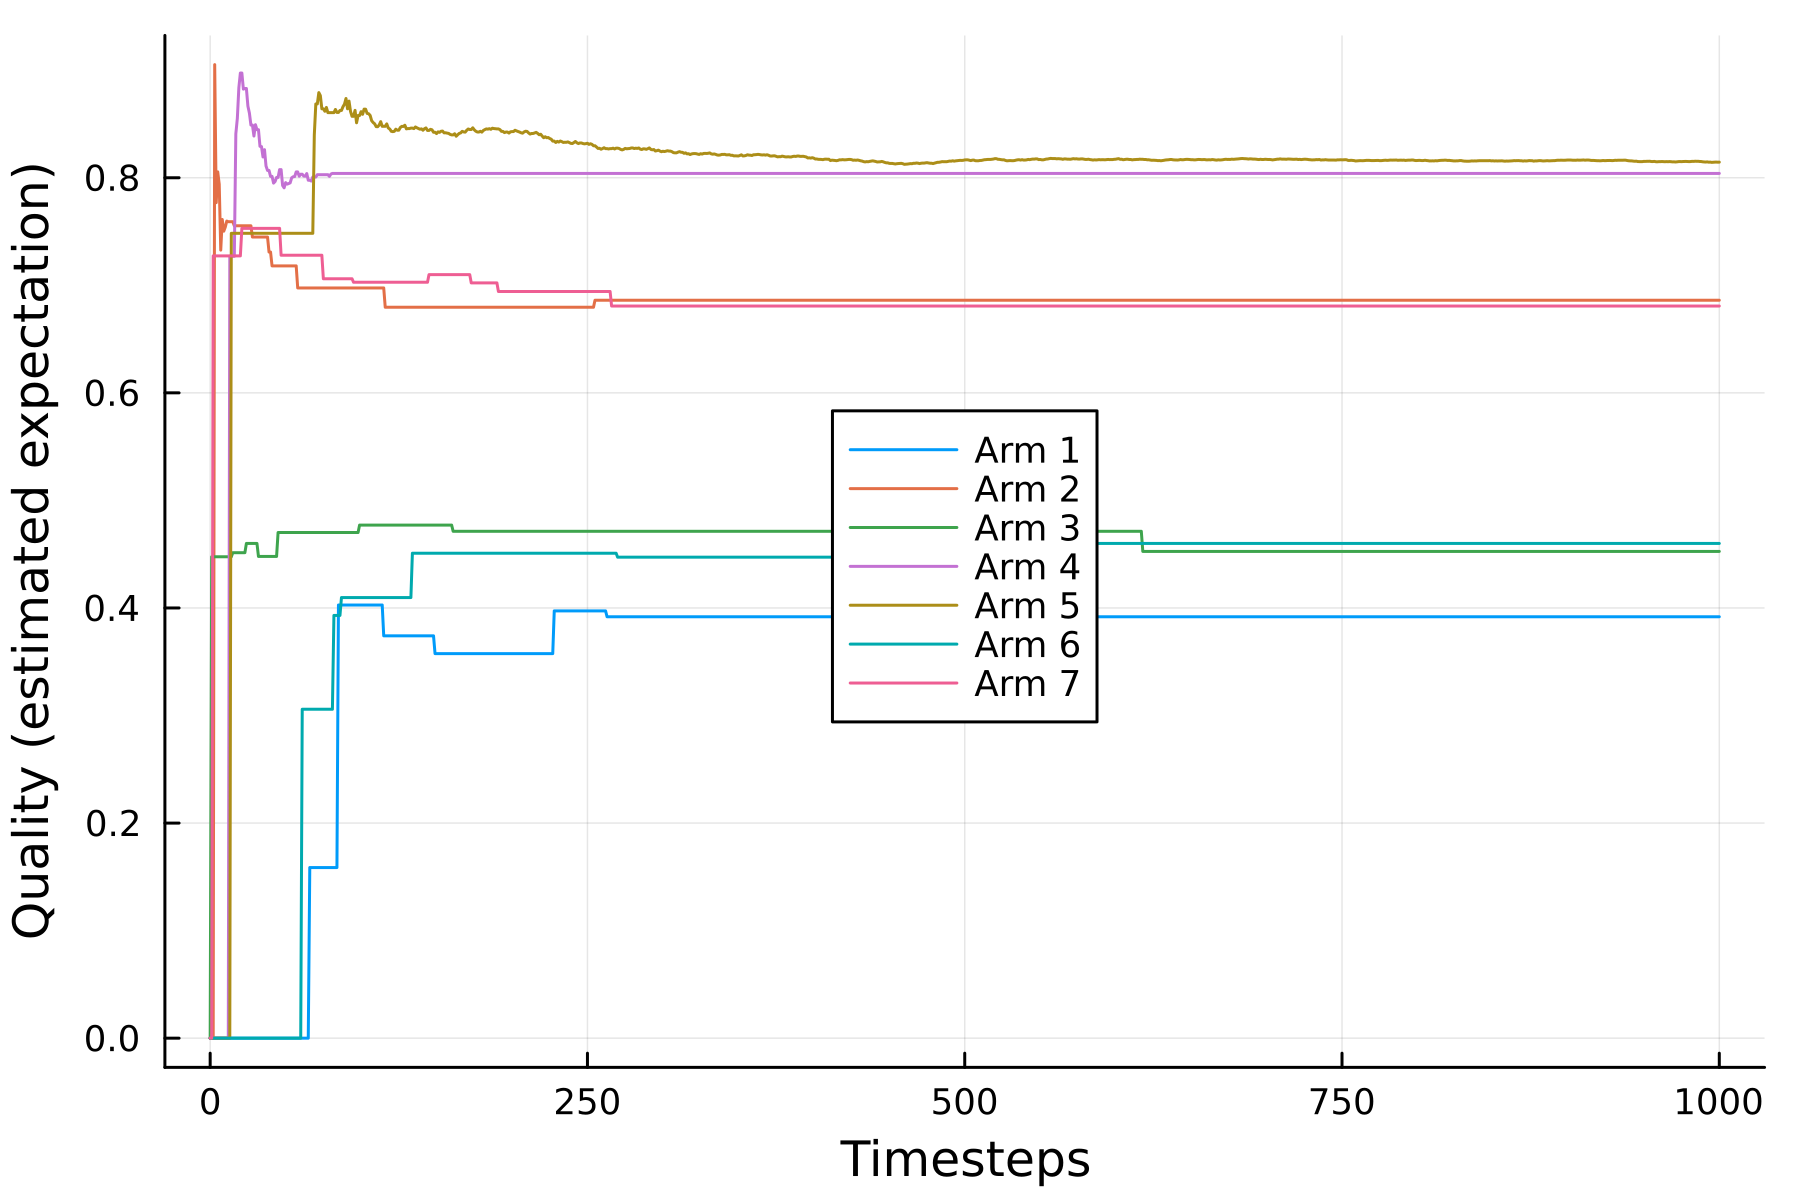 Quality (estimated expectation)
0.8
0.6
0.4
0.2
0.0
Arm 1
Arm 2
Arm 3
Arm 4
Arm 5
Arm 6
Arm 7
0 250 500 750 1000
Timesteps